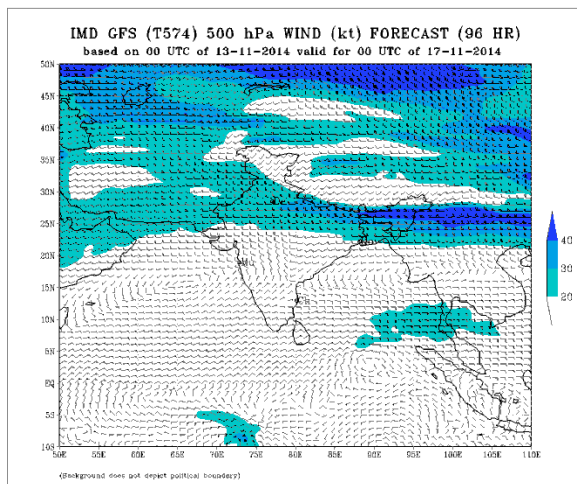 IMD GFS (T574) 500 hPa WIND (kt) FORECAST (96 HR)
based on 00 UTC of 13-11-2014 valid for 00 UTC of 17-11-2014
50N
45N
40N
35N
30N
25N
20N
15N
10N
5N
EQ
5S
10S
50E 55E 60E 65E 70E 75E 80E 85E 90E 95E 100E 105E 110E
40
30
20
(Background does not depict political boundary)